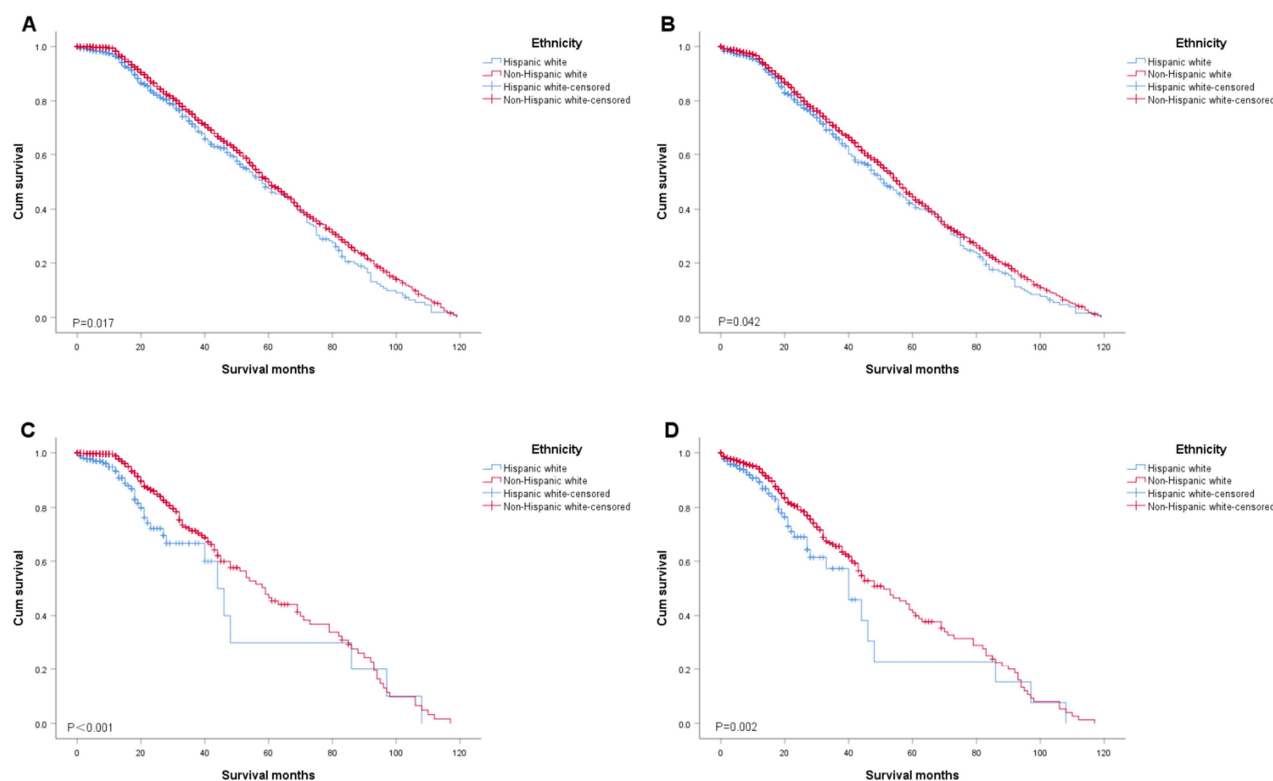 A
Ethnicity
Hispanic white
Non-Hispanic white
Hispanic white-censored
Non-Hispanic white-censored
Cum survival
1.0
0.8
0.6
0.4
0.2
0.0
P=0.017
0 20 40 60 80 100 120
Survival months
B
Ethnicity
Hispanic white
Non-Hispanic white
Hispanic white-censored
Non-Hispanic white-censored
Cum survival
1.0
0.8
0.6
0.4
0.2
0.0
P=0.042
0 20 40 60 80 100 120
Survival months
C
Ethnicity
Hispanic white
Non-Hispanic white
Hispanic white-censored
Non-Hispanic white-censored
Cum survival
1.0
0.8
0.6
0.4
0.2
0.0
P<0.001
0 20 40 60 80 100 120
Survival months
D
Ethnicity
Hispanic white
Non-Hispanic white
Hispanic white-censored
Non-Hispanic white-censored
Cum survival
1.0
0.8
0.6
0.4
0.2
0.0
P=0.002
0 20 40 60 80 100 120
Survival months